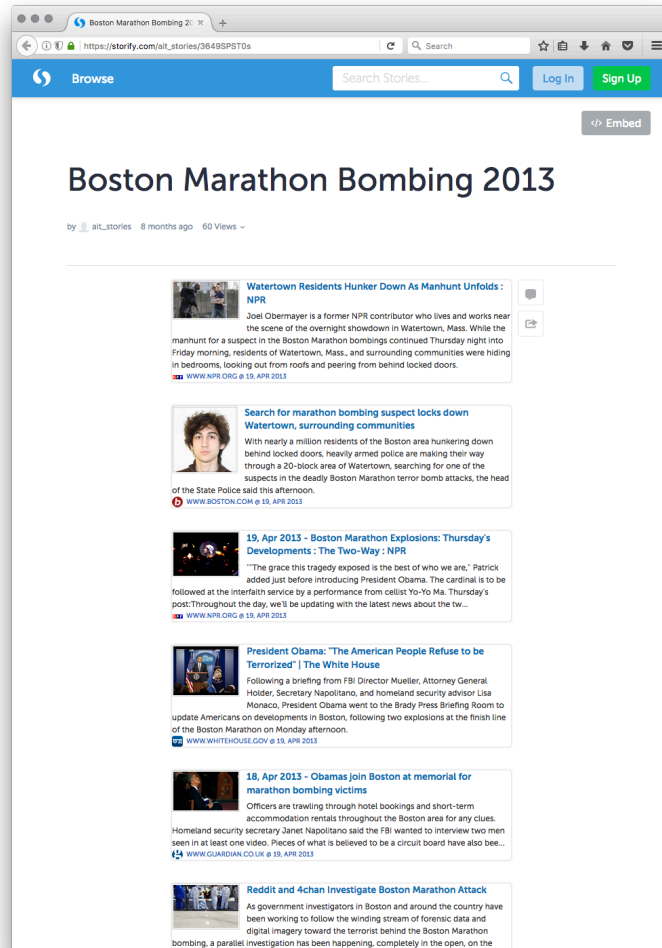 Boston Marathon Bombing 20
https://storify.com/ait_stories/3649SPST0s
Search
Browse
Search Stories...
Log In
Sign Up
</> Embed
Boston Marathon Bombing 2013
by ait_stories 8 months ago 60 Views
Watertown Residents Hunker Down As Manhunt Unfolds :
NPR
Joel Obermayer is a former NPR contributor who lives and works near
the scene of the overnight showdown in Watertown, Mass. While the
manhunt for a suspect in the Boston Marathon bombings continued Thursday night into
Friday morning, residents of Watertown, Mass., and surrounding communities were hiding
in bedrooms, looking out from roofs and peering from behind locked doors.
WWW.NPR.ORG @ 19, APR 2013
Search for marathon bombing suspect locks down
Watertown, surrounding communities
With nearly a million residents of the Boston area hunkering down
behind locked doors, heavily armed police are making their way
through a 20-block area of Watertown, searching for one of the
suspects in the deadly Boston Marathon terror bomb attacks, the head
of the State Police said this afternoon.
WWW.BOSTON.COM @ 19, APR 2013
19, Apr 2013 - Boston Marathon Explosions: Thursday's
Developments : The Two-Way : NPR
""The grace this tragedy exposed is the best of who we are," Patrick
added just before introducing President Obama. The cardinal is to be
followed at the interfaith service by a performance from cellist Yo-Yo Ma. Thursday's
post:Throughout the day, we'll be updating with the latest news about the tw...
WWW.NPR.ORG @ 19, APR 2013
President Obama: "The American People Refuse to be
Terrorized" | The White House
Following a briefing from FBI Director Mueller, Attorney General
Holder, Secretary Napolitano, and homeland security advisor Lisa
Monaco, President Obama went to the Brady Press Briefing Room to
update Americans on developments in Boston, following two explosions at the finish line
of the Boston Marathon on Monday afternoon.
WWW.WHITEHOUSE.GOV @ 19, APR 2013
18, Apr 2013 - Obamas join Boston at memorial for
marathon bombing victims
Officers are trawling through hotel bookings and short-term
accommodation rentals throughout the Boston area for any clues.
Homeland security secretary Janet Napolitano said the FBI wanted to interview two men
seen in at least one video. Pieces of what is believed to be a circuit board have also bee...
WWW.GUARDIAN.CO.UK @ 19, APR 2013
Reddit and 4chan Investigate Boston Marathon Attack
As government investigators in Boston and around the country have
been working to follow the winding stream of forensic data and
digital imagery toward the terrorist behind the Boston Marathon
bombing, a parallel investigation has been happening, completely in the open, on the